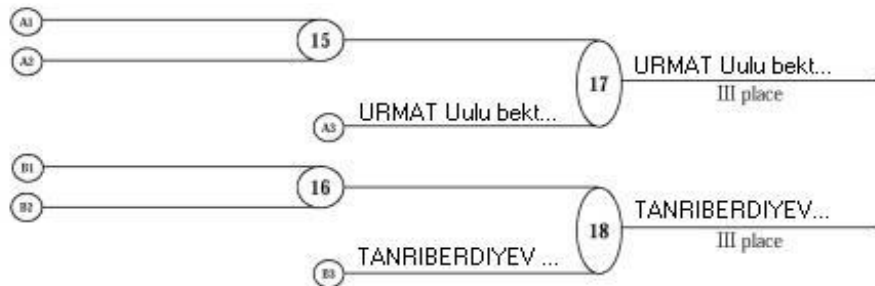 A1
15
A2
URMAT Uulu bekt...
17
III place
URMAT Uulu bekt...
A3
B1
16
B2
TANRIBERDIYEV...
18
III place
TANRIBERDIYEV ...
B3